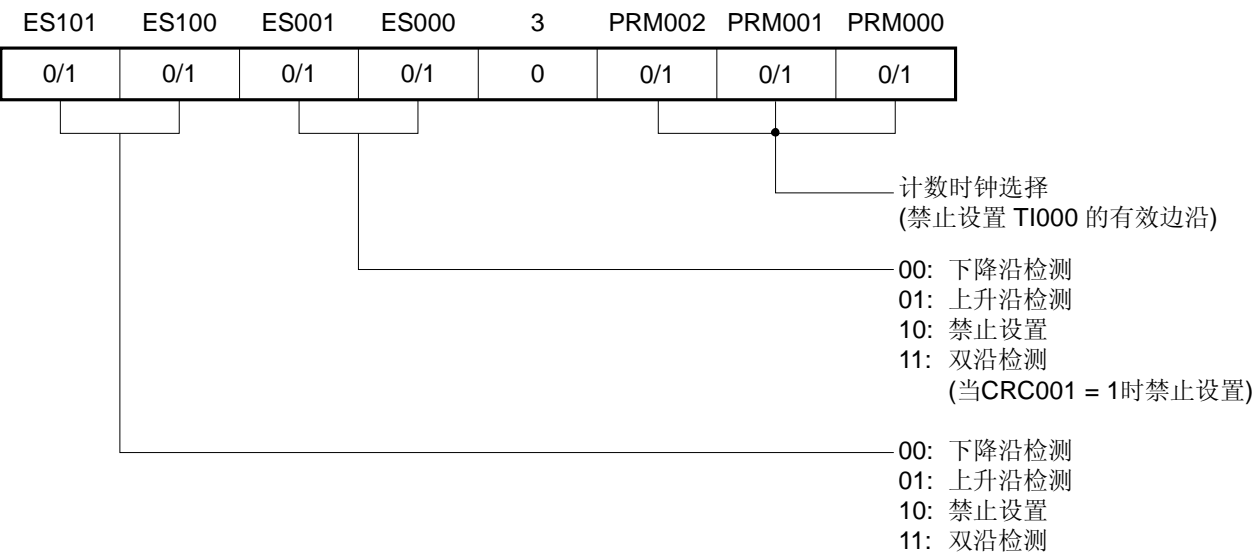 ES101 ES100 ES001 ES000 3 PRM002 PRM001 PRM000
0/1 0/1 0/1 0/1 0 0/1 0/1 0/1
计数时钟选择
(禁止设置 TI000 的有效边沿)
00: 下降沿检测
01: 上升沿检测
10: 禁止设置
11: 双沿检测
(当CRC001 = 1时禁止设置)
00: 下降沿检测
01: 上升沿检测
10: 禁止设置
11: 双沿检测